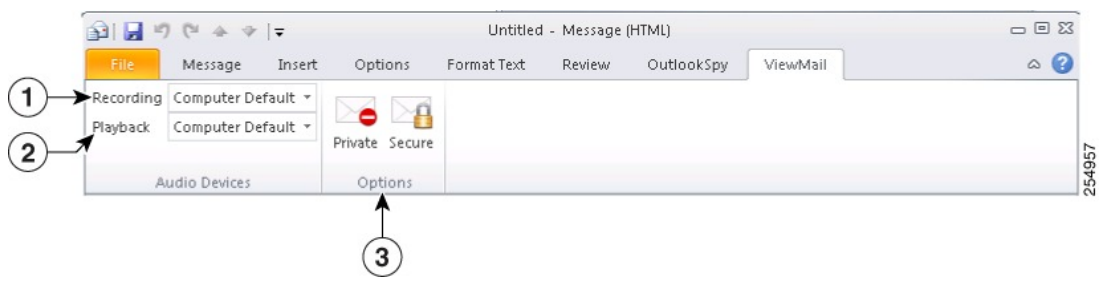 Untitled - Message (HTML)
File Message Insert Options Format Text Review OutlookSpy ViewMail
1 Recording Computer Default
2 Playback Computer Default
Private Secure
Audio Devices Options
3
254957